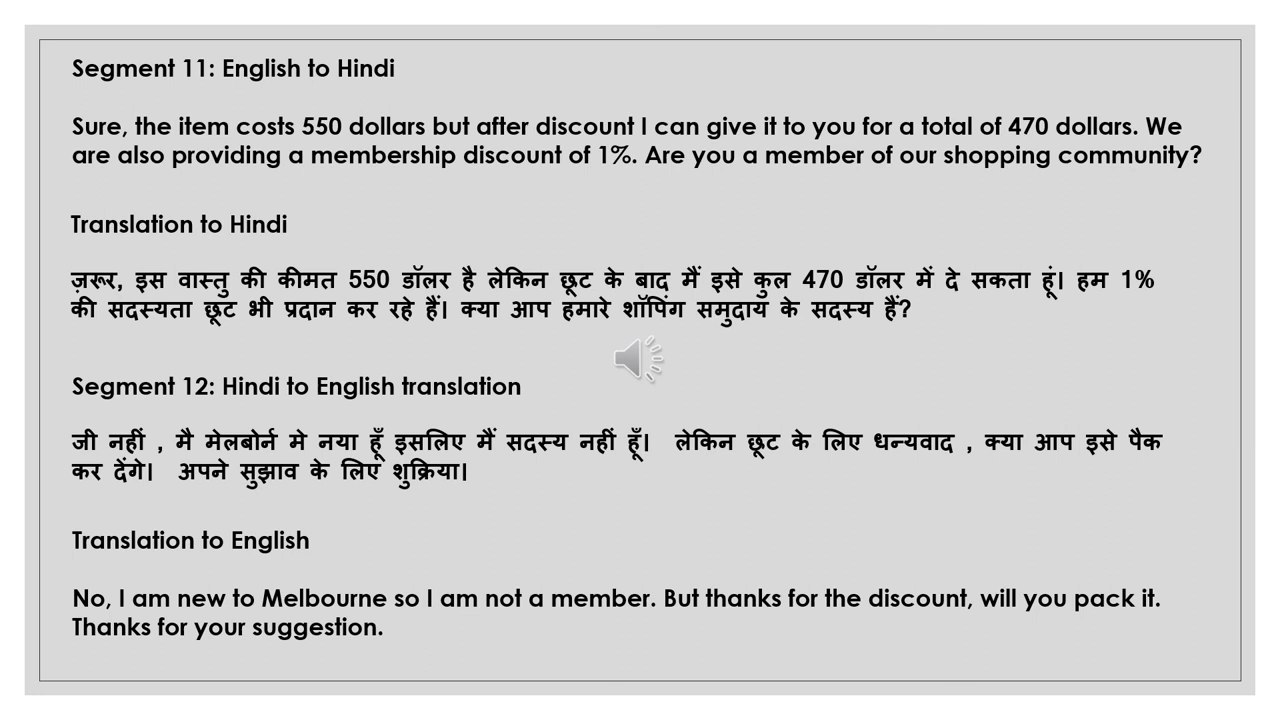 Segment 11: English to Hindi
Sure, the item costs 550 dollars but after discount I can give it to you for a total of 470 dollars. We
are also providing a membership discount of 1%. Are you a member of our shopping community?
Translation to Hindi
ज़रूर, इस वास्तु की कीमत 550 डॉलर है लेकिन छूट के बाद मैं इसे कुल 470 डॉलर में दे सकता हूं। हम 1%
की सदस्यता छूट भी प्रदान कर रहे हैं। क्या आप हमारे शॉपिंग समुदाय के सदस्य हैं?
Segment 12: Hindi to English translation
जी नहीं , मै मेलबोर्न मे नया हूँ इसलिए मैं सदस्य नहीं हूँ। लेकिन छूट के लिए धन्यवाद , क्या आप इसे पैक
कर देंगे। अपने सुझाव के लिए शुक्रिया।
Translation to English
No, I am new to Melbourne so I am not a member. But thanks for the discount, will you pack it.
Thanks for your suggestion.